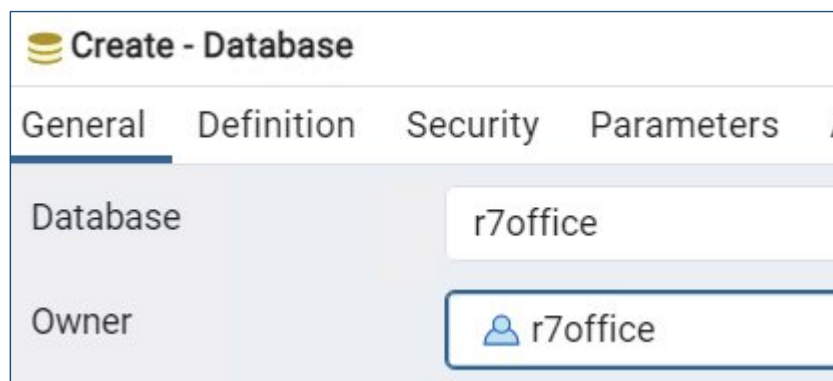 Create - Database
General Definition Security Parameters
Database r7office
Owner r7office